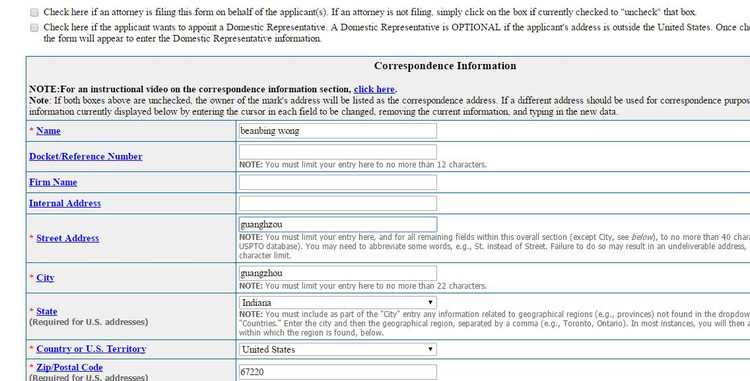 Check here if an attorney is filing this form on behalf of the applicant(s). If an attorney is not filing, simply click on the box if currently checked to "uncheck" that box.
Check here if the applicant wants to appoint a Domestic Representative. A Domestic Representative is OPTIONAL if the applicant's address is outside the United States. Once che
the form will appear to enter the Domestic Representative information.
Correspondence Information
NOTE:For an instructional video on the correspondence information section, click here.
Note: If both boxes above are unchecked, the owner of the mark's address will be listed as the correspondence address. If a different address should be used for correspondence purpos
information currently displayed below by entering the cursor in each field to be changed, removing the current information, and typing in the new data.
* Name
beanbing wong
Docket/Reference Number
NOTE: You must limit your entry here to no more than 12 characters.
Firm Name
Internal Address
* Street Address
guanghzou
NOTE: You must limit your entry here, and for all remaining fields within this overall section (except City, see below), to no more than 40 chara
USPTO database). You may need to abbreviate some words, e.g., St. instead of Street. Failure to do so may result in an undeliverable address,
character limit.
* City
guangzhou
NOTE: You must limit your entry here to no more than 22 characters.
* State
(Required for U.S. addresses)
Indiana
NOTE: You must include as part of the "City" entry any information related to geographical regions (e.g., provinces) not found in the dropdow
"Countries." Enter the city and then the geographical region, separated by a comma (e.g., Toronto, Ontario). In most instances, you will then a
within which the region is found, below.
* Country or U.S. Territory
United States
* Zip/Postal Code
(Required for U.S. addresses)
67220